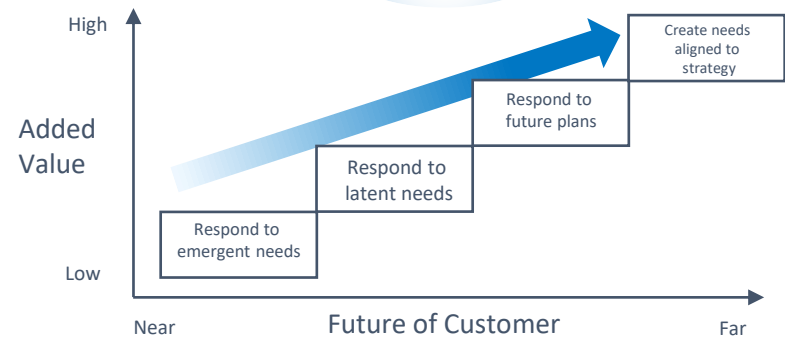 High
Create needs
aligned to
strategy
Respond to
future plans
Added
Value
Respond to
latent needs
Respond to
emergent needs
Low
Near
Future of Customer
Far